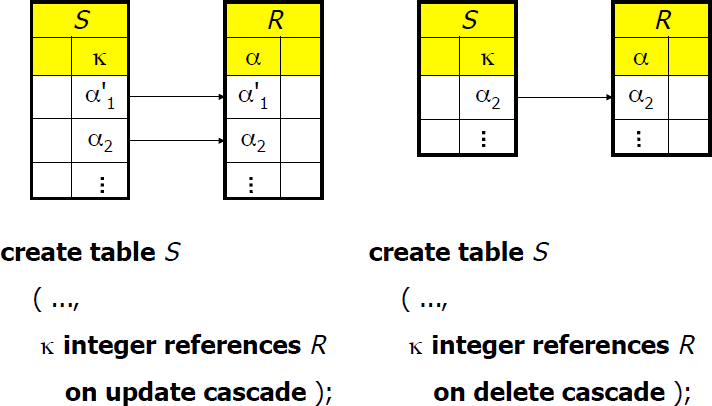 S R
κ α
α'1 α'1
α2 α2
⋮ ⋮
create table S
( ...,
κ integer references R
on update cascade );
S R
κ α
α2 α2
⋮ ⋮
create table S
( ...,
κ integer references R
on delete cascade );